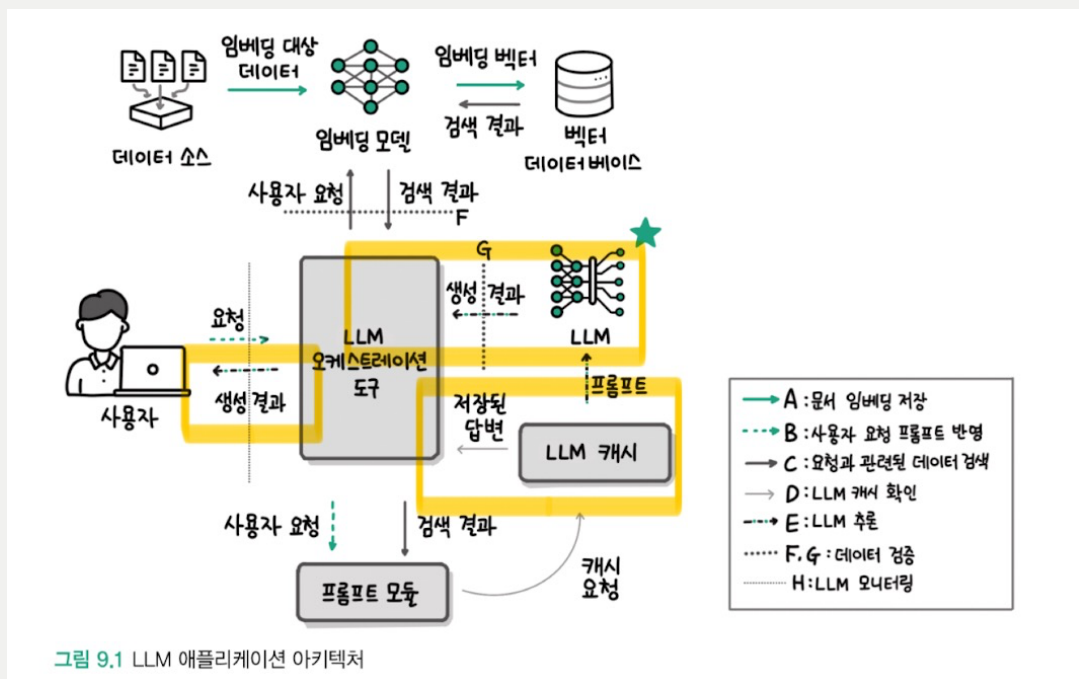 임베딩 대상
데이터
임베딩 벡터
검색 결과
데이터 소스
임베딩 모델
벡터
데이터 베이스
사용자 요청
검색 결과
F
G
생성 결과
LLM
요청
생성 결과
사용자
LLM
오케스트레이션
도구
프롬프트
저장된
답변
LLM 캐시
사용자 요청
검색 결과
프롬프트 모듈
캐시
요청
A : 문서 임베딩 저장
B : 사용자 요청 프롬프트 반영
C : 요청과 관련된 데이터 검색
D : LLM 캐시 확인
E : LLM 추론
F, G : 데이터 검증
H : LLM 모니터링
그림 9.1 LLM 애플리케이션 아키텍처